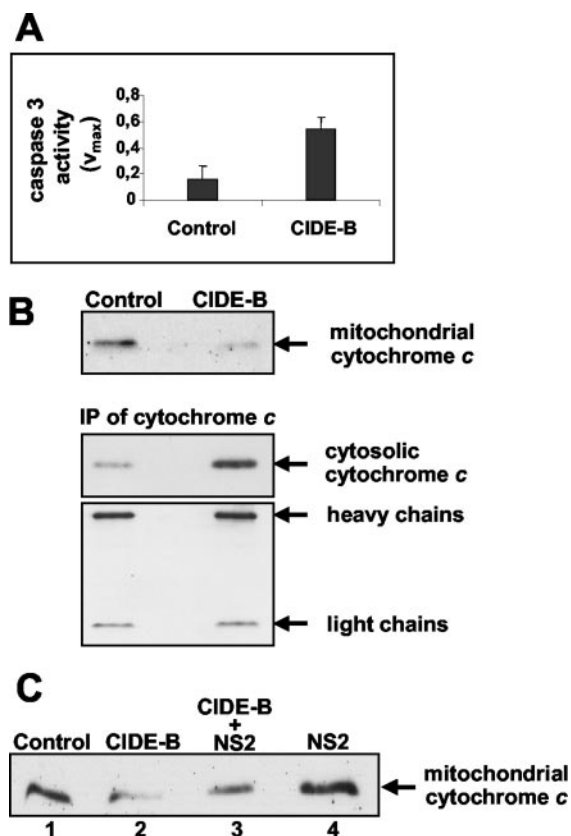 A
caspase 3
activity
(vmax)
0,8
0,6
0,4
0,2
0
Control CIDE-B
B
Control CIDE-B
mitochondrial
cytochrome c
IP of cytochrome c
cytosolic
cytochrome c
heavy chains
light chains
C
Control CIDE-B CIDE-B
+
NS2 NS2
mitochondrial
cytochrome c
1 2 3 4